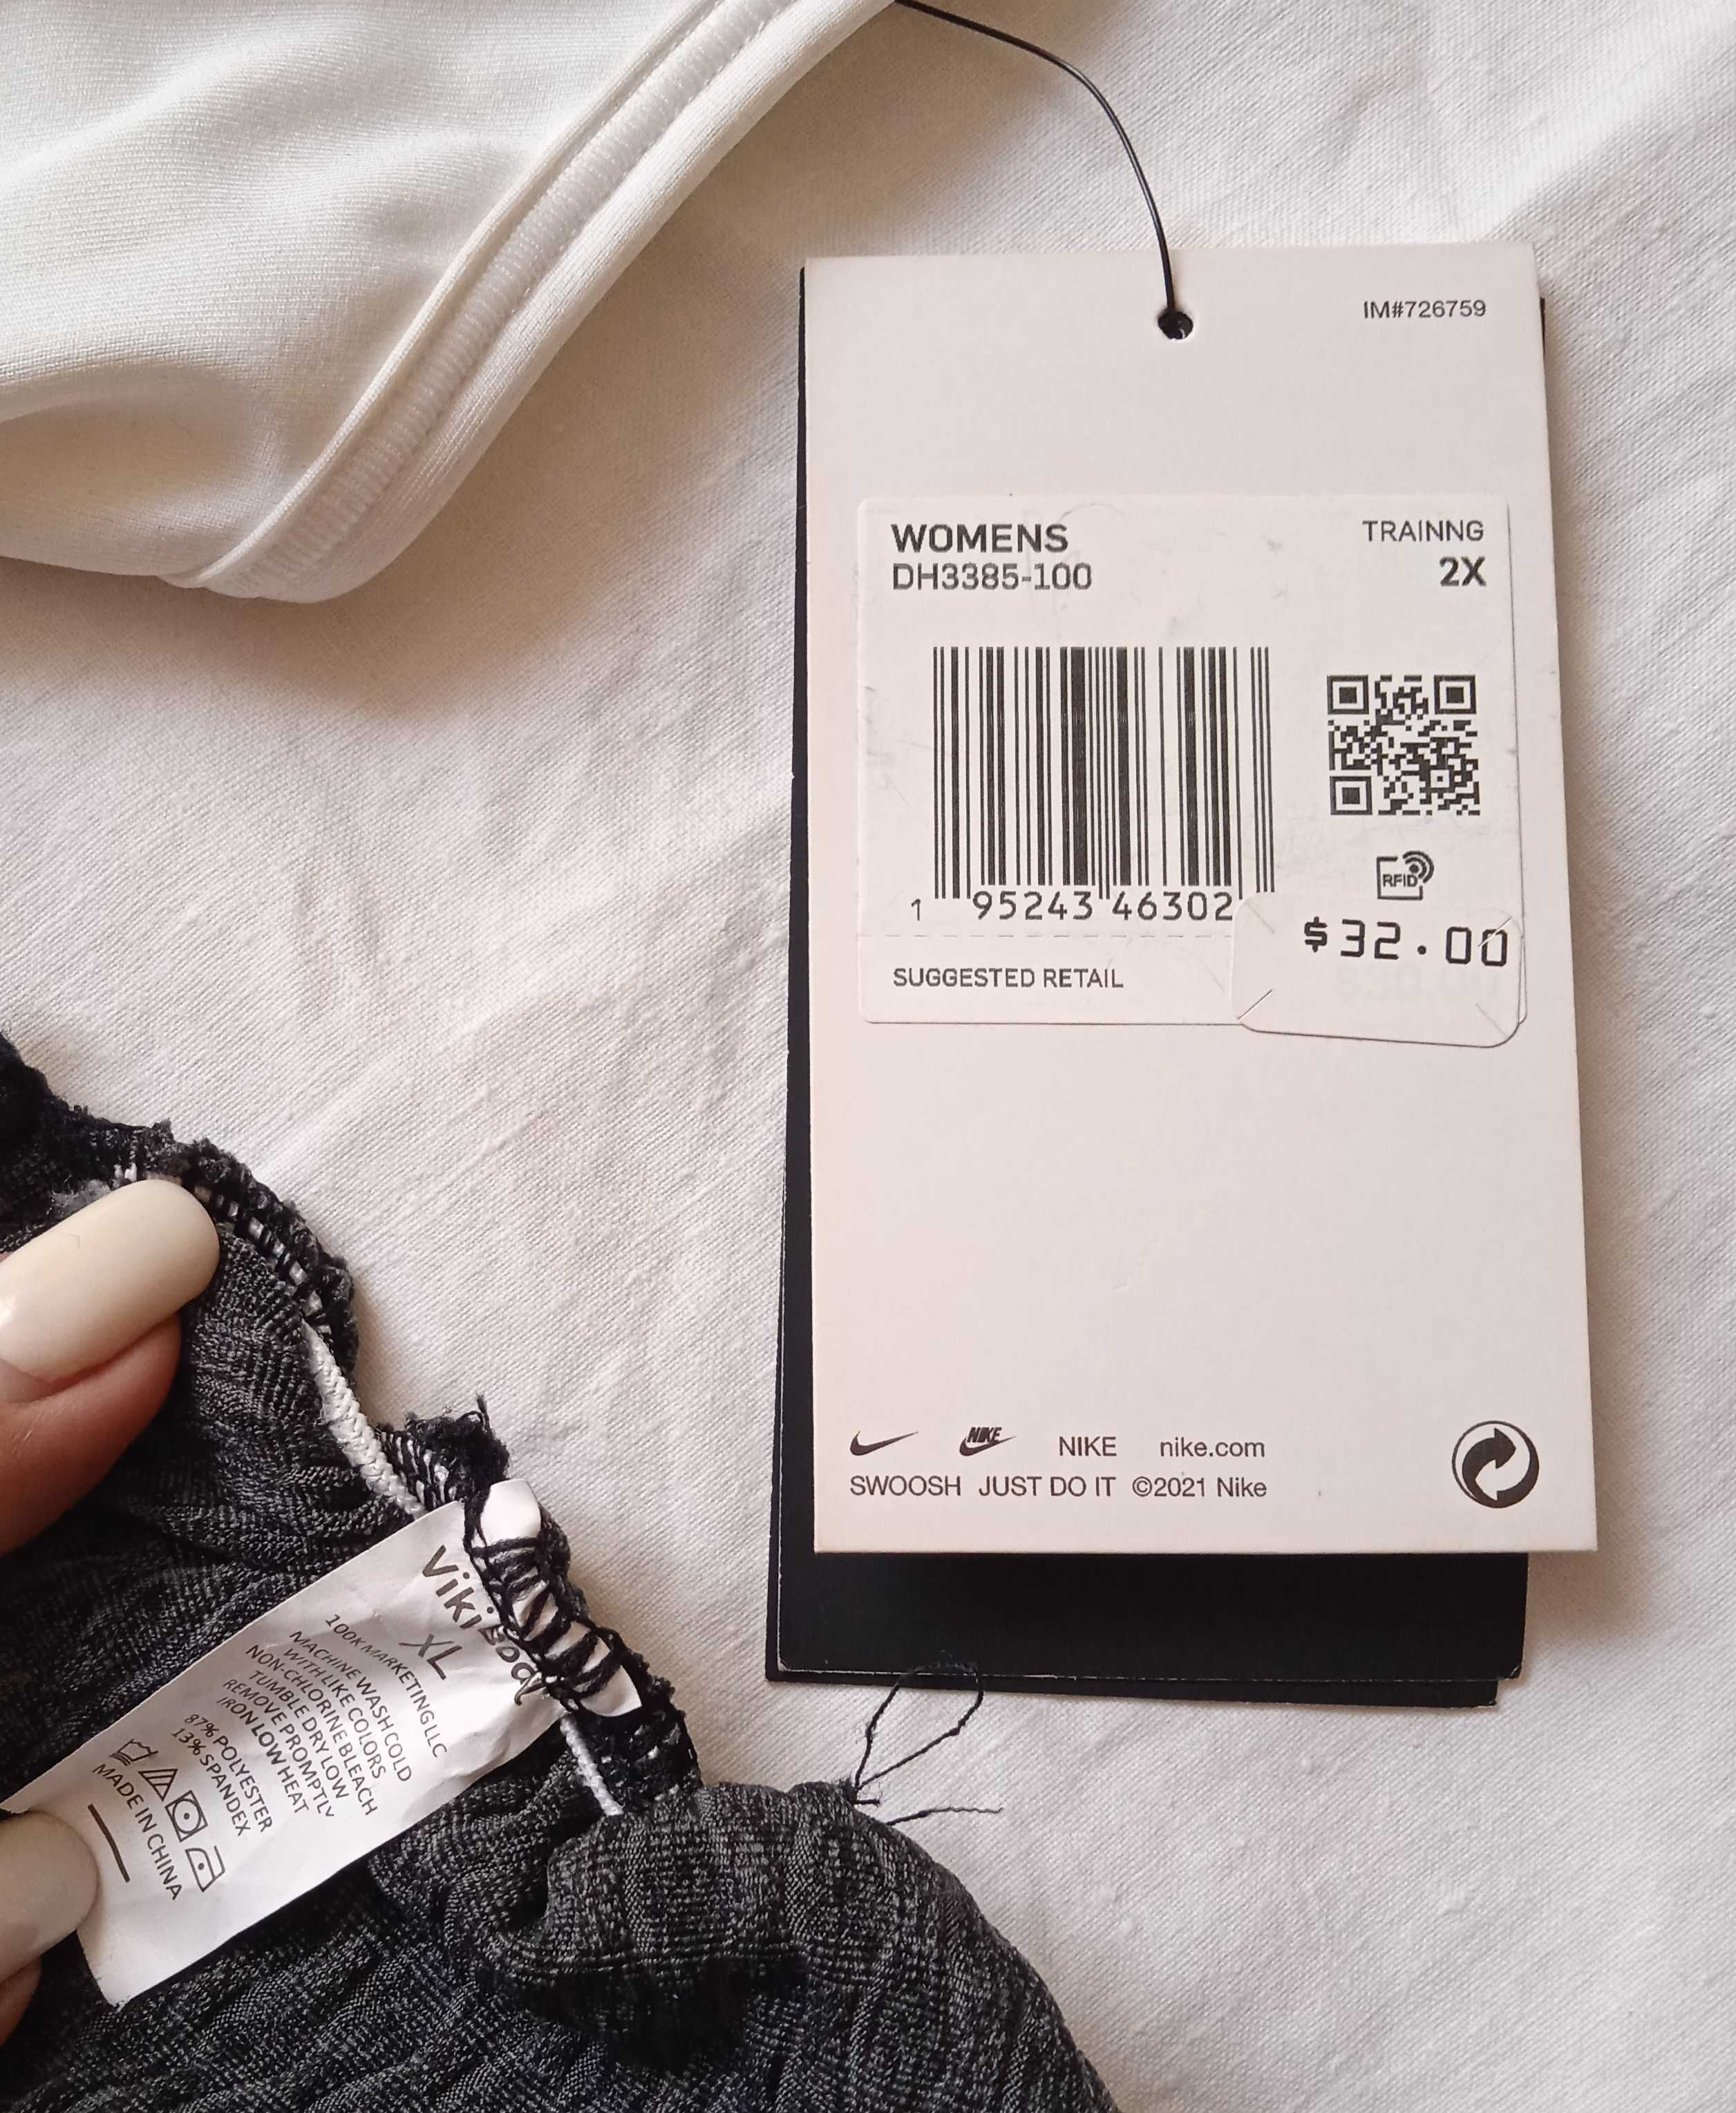 IM#726759
WOMENS
TRAINNG
DH3385-100
2X
RFID
1 95243 46302
$32.00
SUGGESTED RETAIL
NIKE NIKE nike.com
SWOOSH JUST DO IT ©2021 Nike
VikiBody
XL
100K MARKETING LLC
MACHINE WASH COLD
WITH LIKE COLORS
NON-CHLORINE BLEACH
TUMBLE DRY LOW
REMOVE PROMPTLY
IRON LOW HEAT
87% POLYESTER
13% SPANDEX
MADE IN CHINA